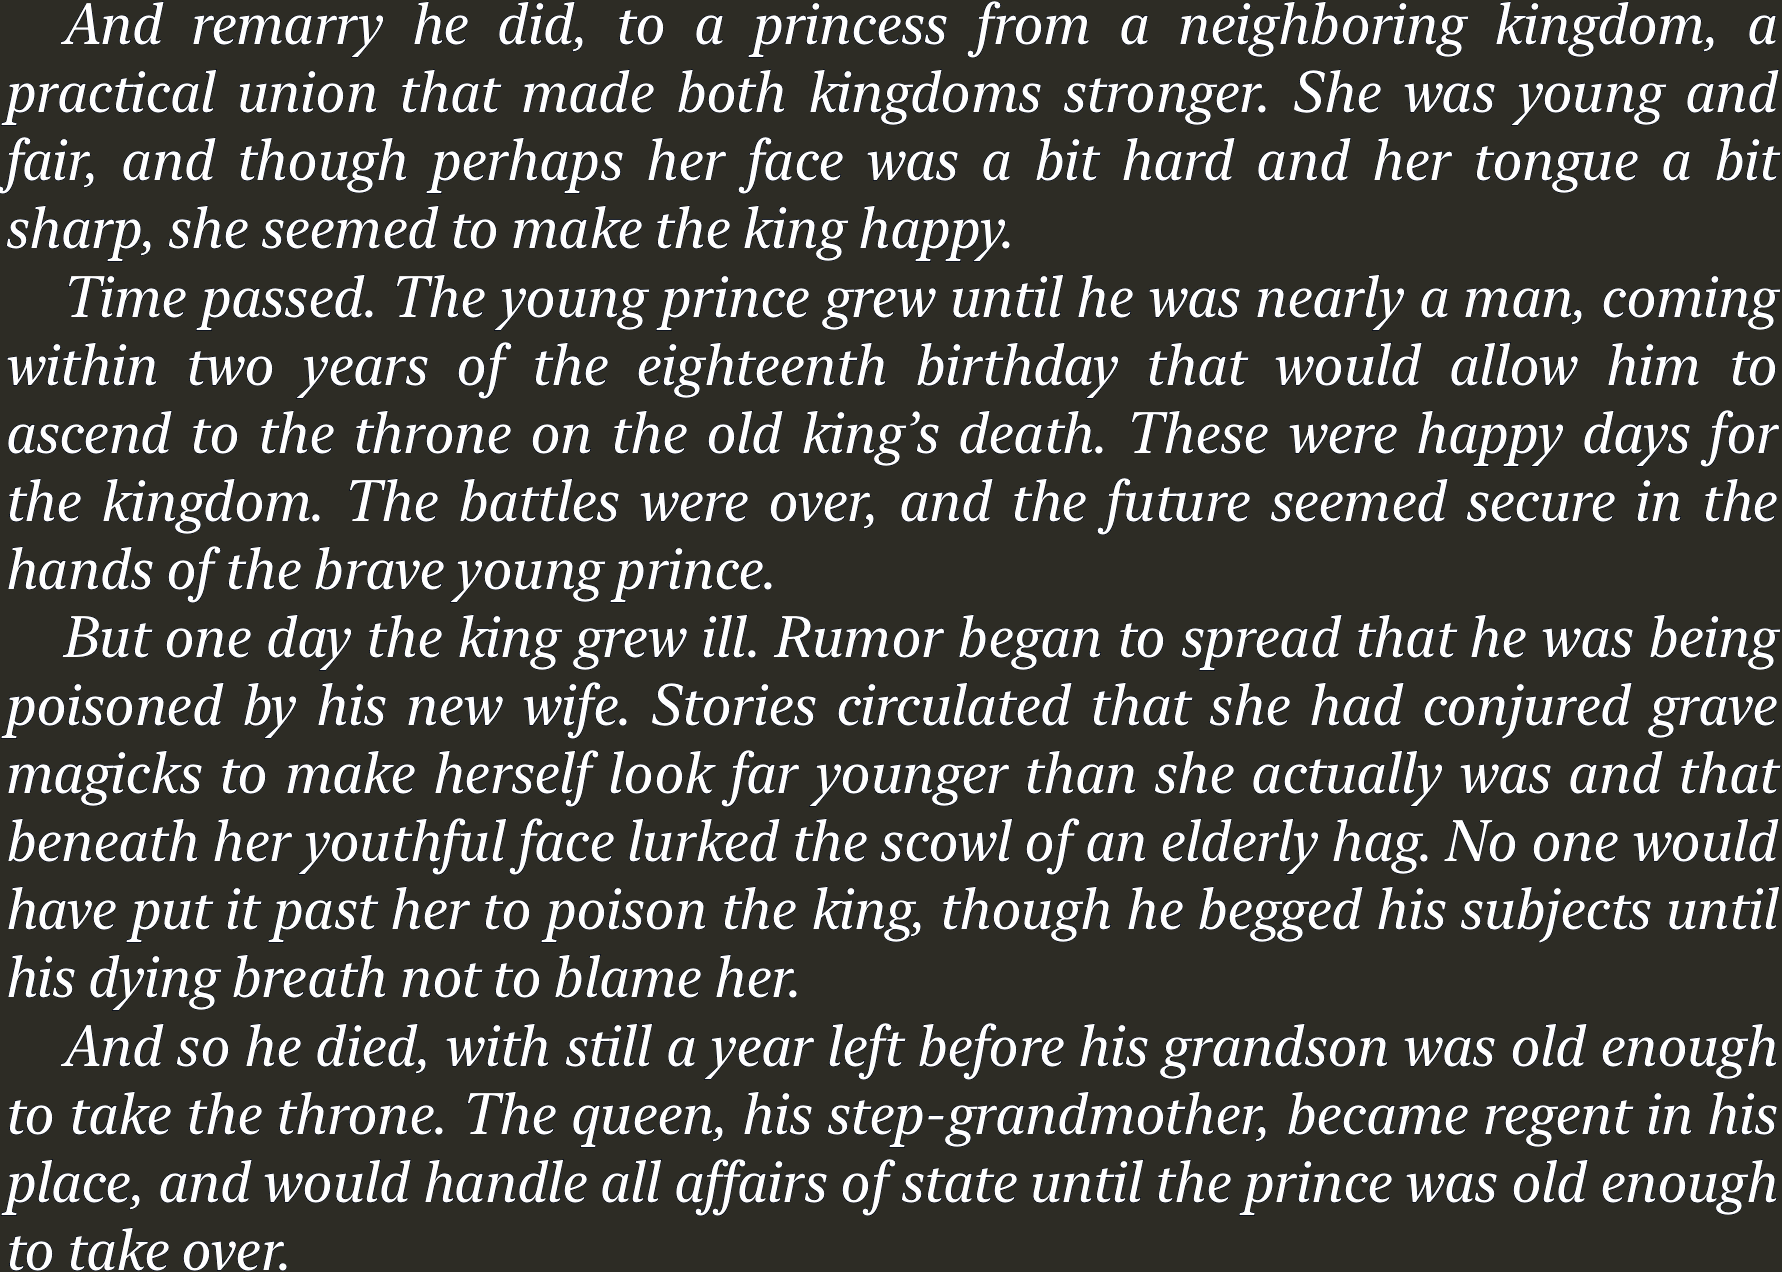 And remarry he did, to a princess from a neighboring kingdom, a
practical union that made both kingdoms stronger. She was young and
fair, and though perhaps her face was a bit hard and her tongue a bit
sharp, she seemed to make the king happy.
Time passed. The young prince grew until he was nearly a man, coming
within two years of the eighteenth birthday that would allow him to
ascend to the throne on the old king’s death. These were happy days for
the kingdom. The battles were over, and the future seemed secure in the
hands of the brave young prince.
But one day the king grew ill. Rumor began to spread that he was being
poisoned by his new wife. Stories circulated that she had conjured grave
magicks to make herself look far younger than she actually was and that
beneath her youthful face lurked the scowl of an elderly hag. No one would
have put it past her to poison the king, though he begged his subjects until
his dying breath not to blame her.
And so he died, with still a year left before his grandson was old enough
to take the throne. The queen, his step-grandmother, became regent in his
place, and would handle all affairs of state until the prince was old enough
to take over.